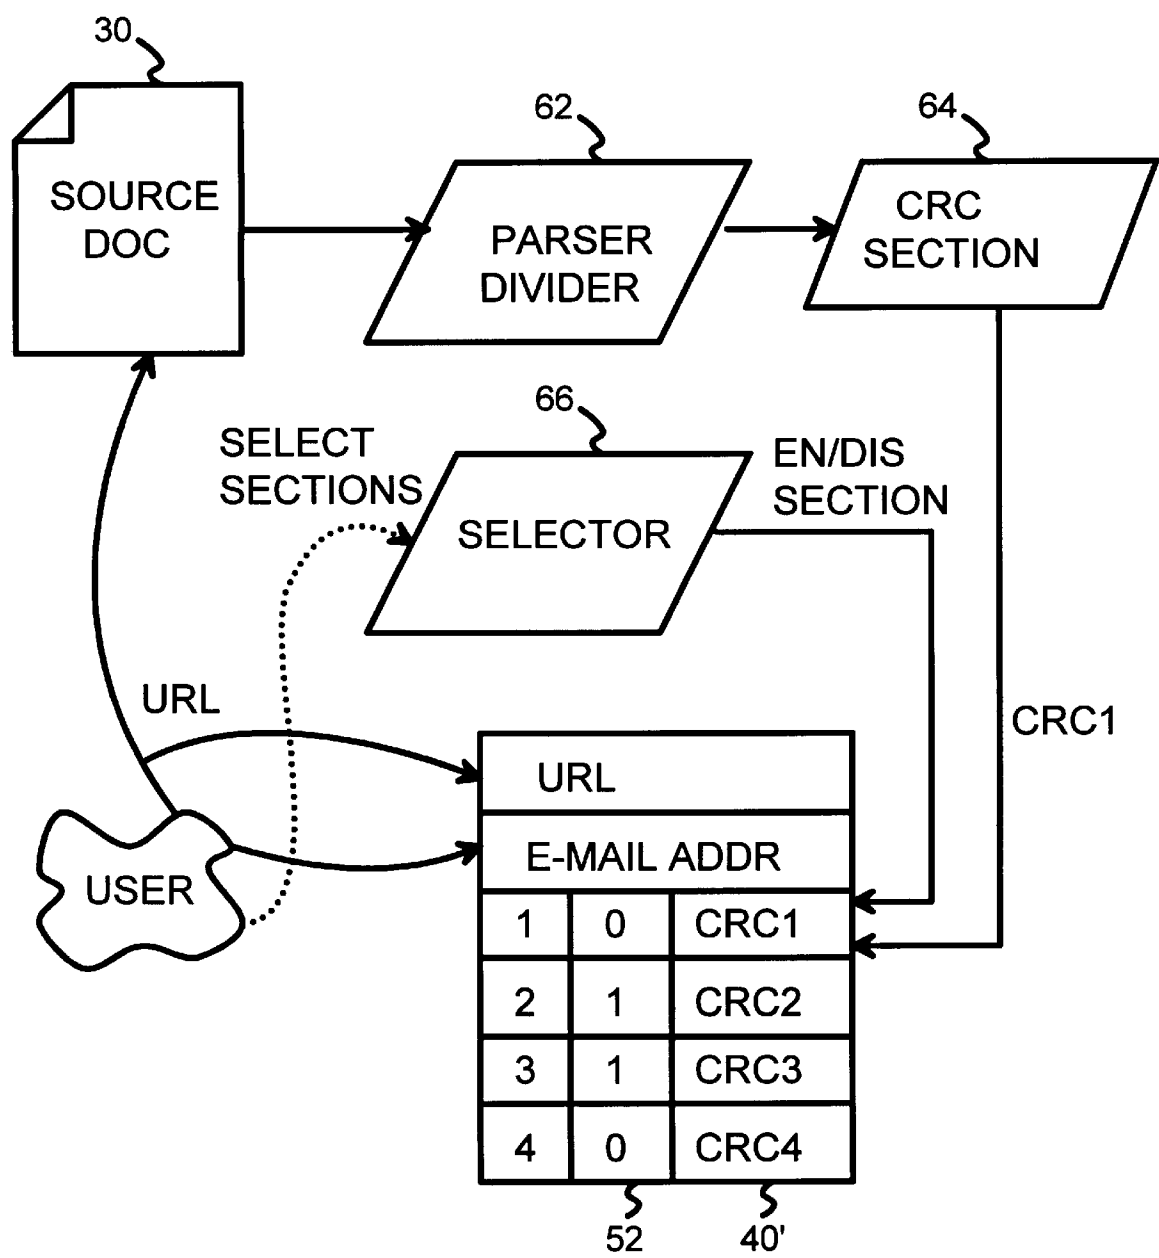 30
62
64
SOURCE
DOC
PARSER
DIVIDER
CRC
SECTION
66
SELECT
SECTIONS
SELECTOR
EN/DIS
SECTION
URL
CRC1
URL
E-MAIL ADDR
USER
1 0 CRC1
2 1 CRC2
3 1 CRC3
4 0 CRC4
52
40'